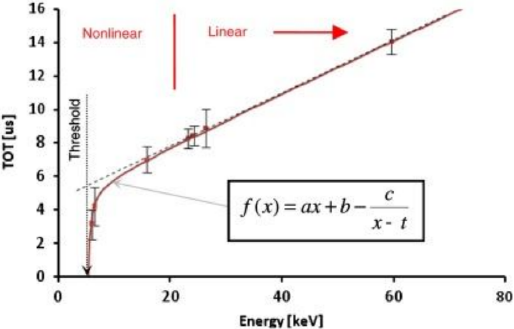 16
14
12
10
8
6
4
2
0
TOT [us]
Nonlinear
Linear
Threshold
f(x) = ax + b − c/(x − t)
0 20 40 60 80
Energy [keV]